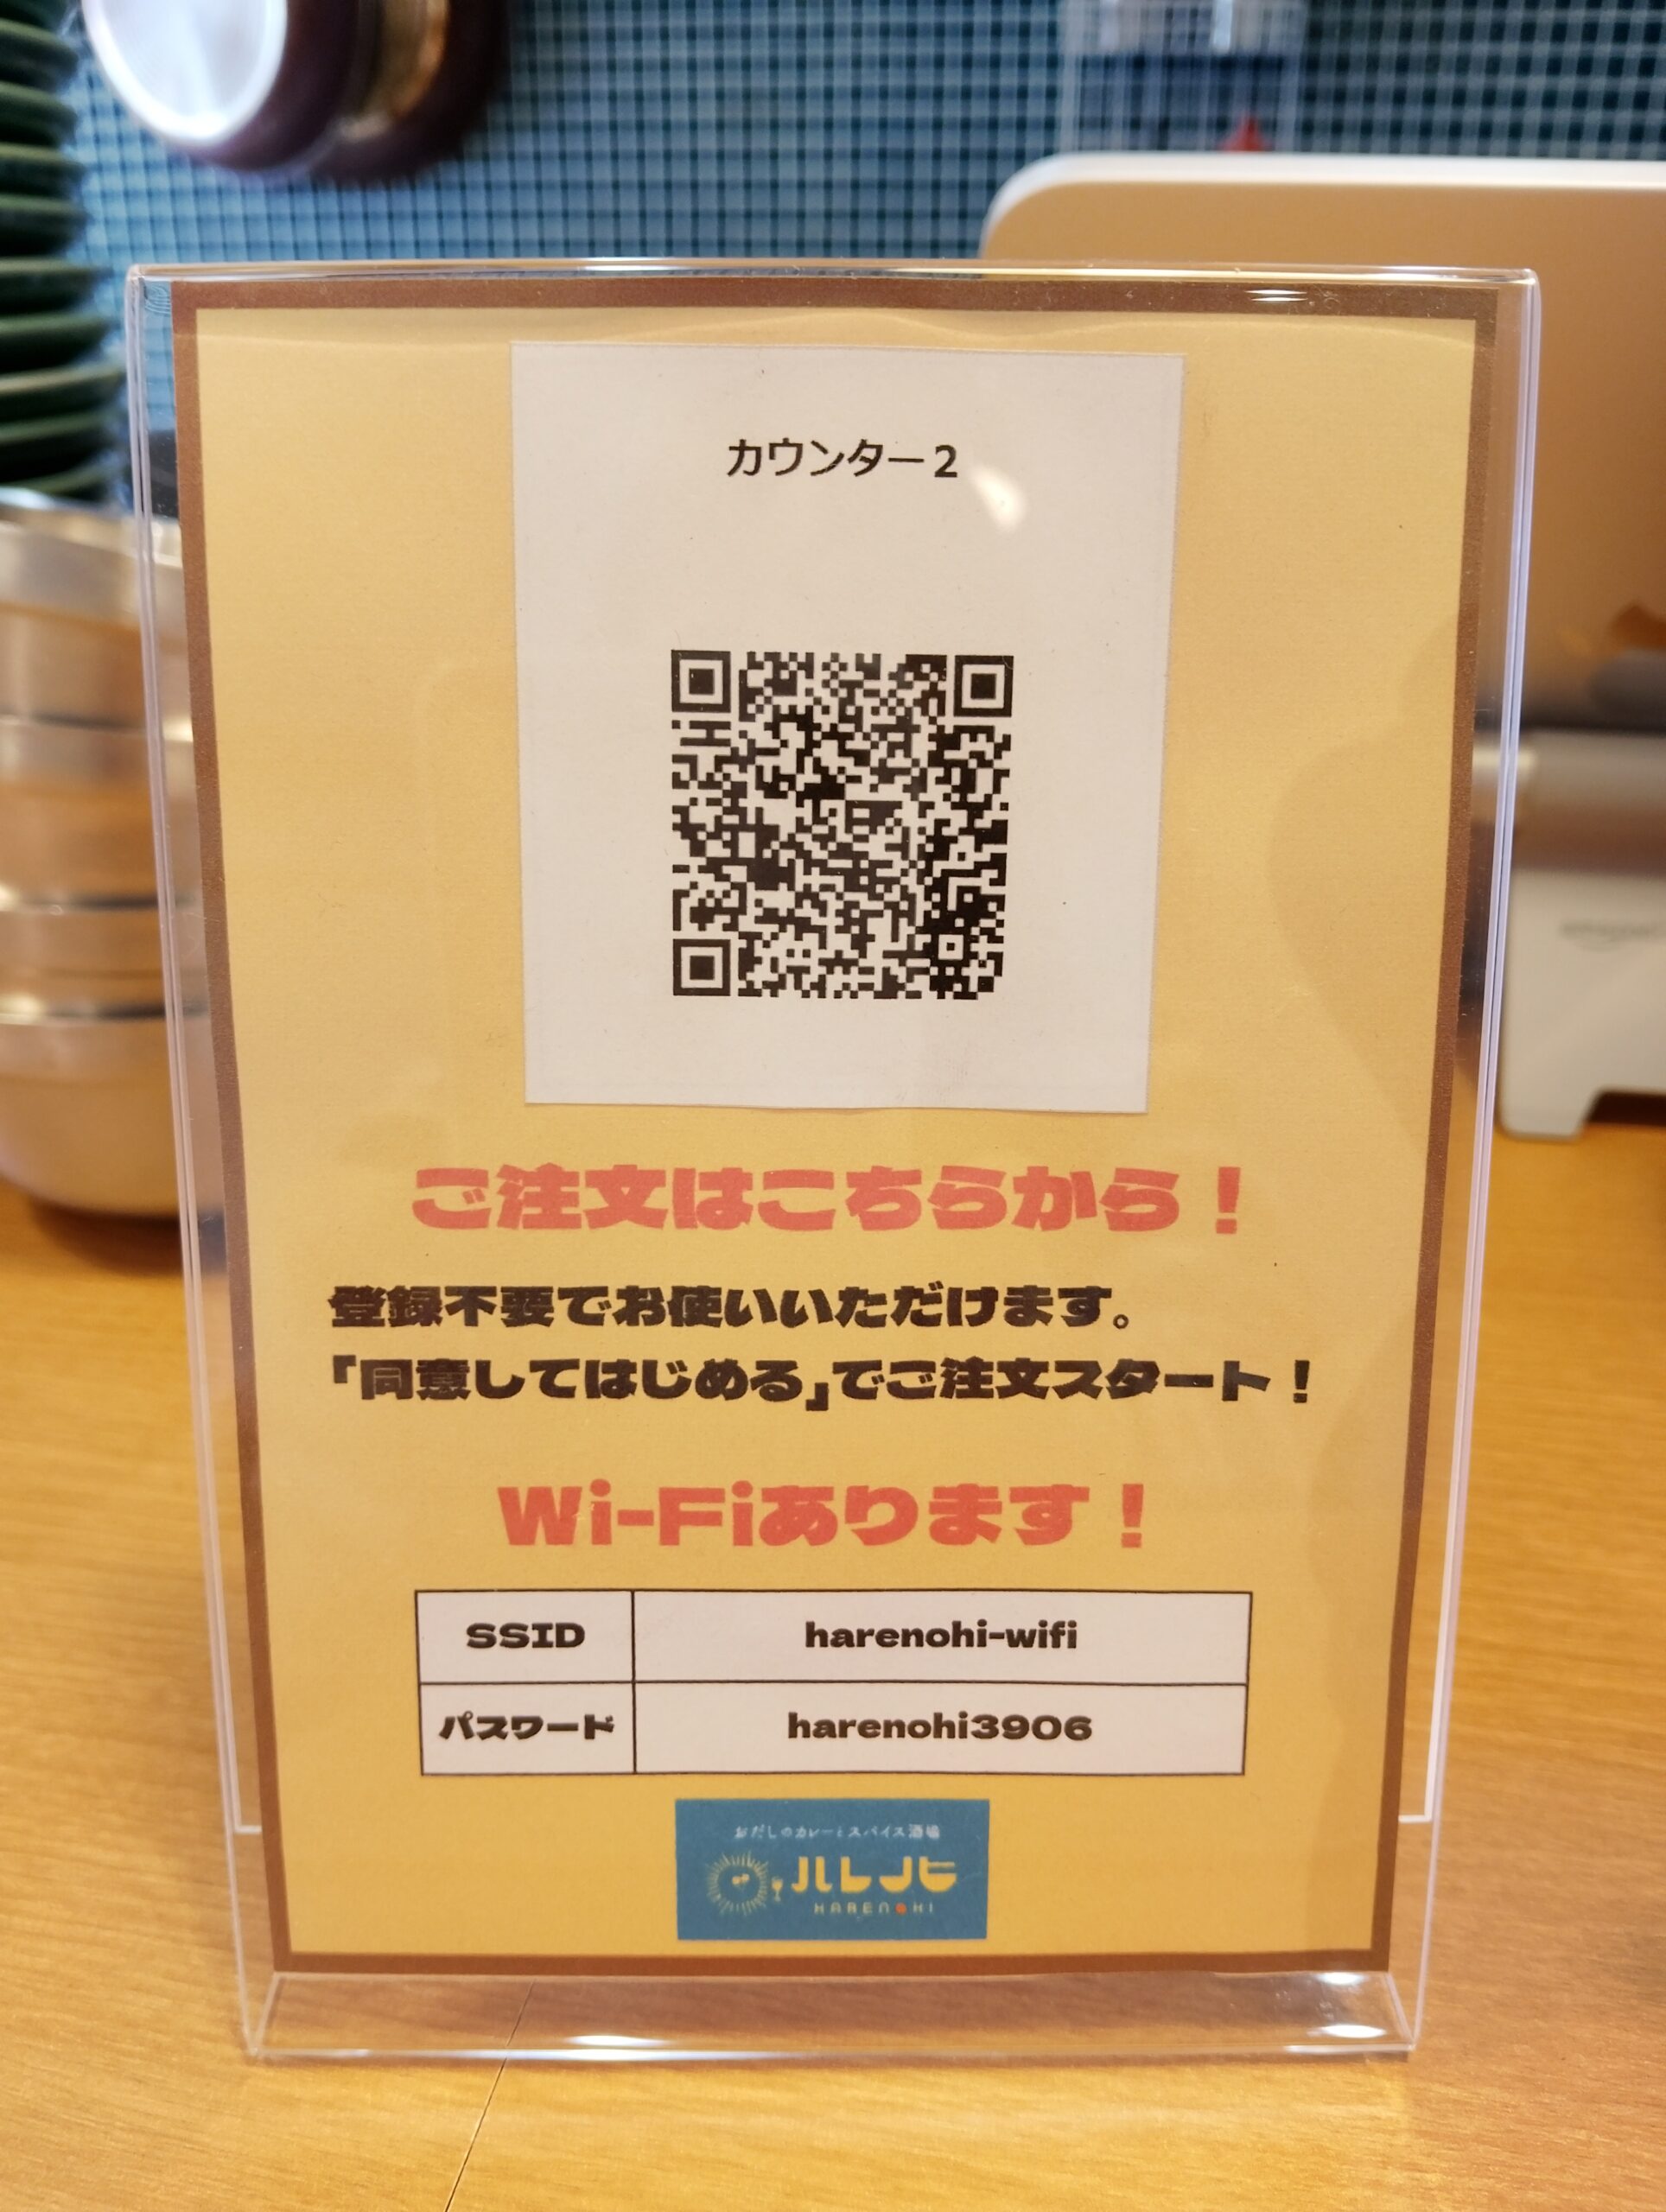 カウンター2
ご注文はこちらから！
登録不要でお使いいただけます。
「同意してはじめる」でご注文スタート！
Wi-Fiあります！
SSID harenohi-wifi
パスワード harenohi3906
おだしのカレーとスパイス酒場
ハレノヒ
HARENOHI